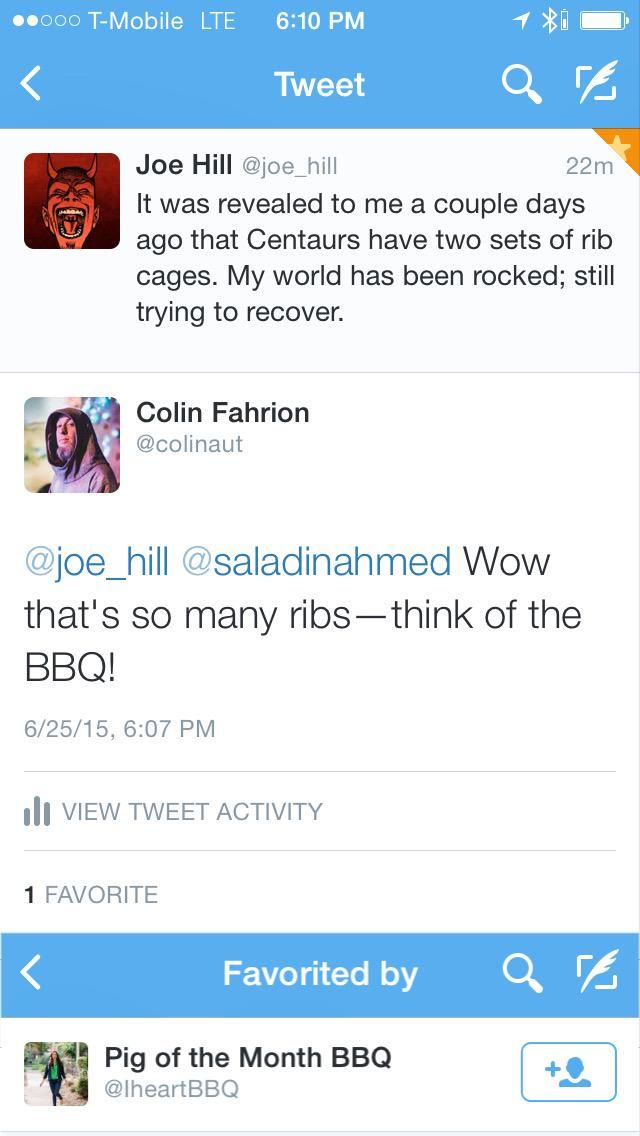 T-Mobile LTE 6:10 PM
Tweet
Joe Hill @joe_hill 22m
It was revealed to me a couple days
ago that Centaurs have two sets of rib
cages. My world has been rocked; still
trying to recover.
Colin Fahrion
@colinaut
@joe_hill @saladinahmed Wow
that's so many ribs—think of the
BBQ!
6/25/15, 6:07 PM
VIEW TWEET ACTIVITY
1 FAVORITE
Favorited by
Pig of the Month BBQ
@IheartBBQ